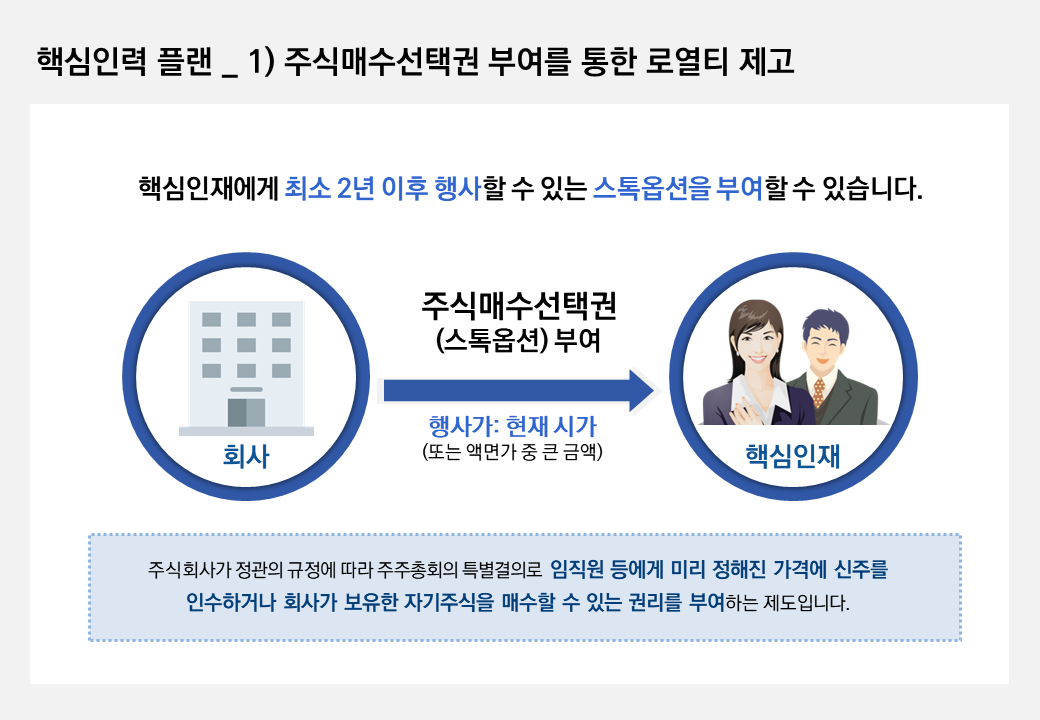 핵심인력 플랜 _ 1) 주식매수선택권 부여를 통한 로열티 제고
핵심인재에게 최소 2년 이후 행사할 수 있는 스톡옵션을 부여할 수 있습니다.
주식매수선택권
(스톡옵션) 부여
행사가: 현재 시가
(또는 액면가 중 큰 금액)
회사
핵심인재
주식회사가 정관의 규정에 따라 주주총회의 특별결의로 임직원 등에게 미리 정해진 가격에 신주를
인수하거나 회사가 보유한 자기주식을 매수할 수 있는 권리를 부여하는 제도입니다.